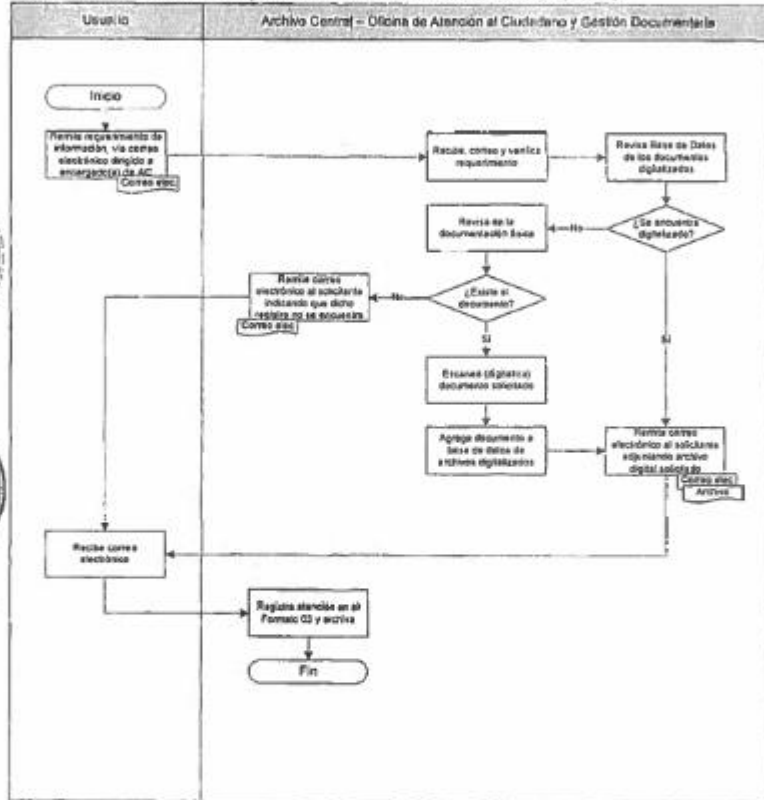 Usuario
Archivo Central – Oficina de Atención al Ciudadano y Gestión Documentaria
Inicio
Remite requerimiento de
información, vía correo
electrónico dirigido a
encargado(a) de AC
Correo elec
Recibe correo y verifica
requerimiento
Revisa Base de Datos
de los documentos
digitalizados
Revisa de la
documentación física
No
¿Se encuentra
digitalizado?
Remite correo
electrónico al solicitante
indicando que dicho
registro no se encuentra
Correo elec
No
¿Existe el
documento?
Si
Si
Escanea (digitaliza)
documento solicitado
Agrega documento a
base de datos de
archivos digitalizados
Remite correo
electrónico al solicitante
adjuntando archivo
digital solicitado
Correo elec
Archivo
Recibe correo
electrónico
Registra atención en el
Formato 03 y archiva
Fin